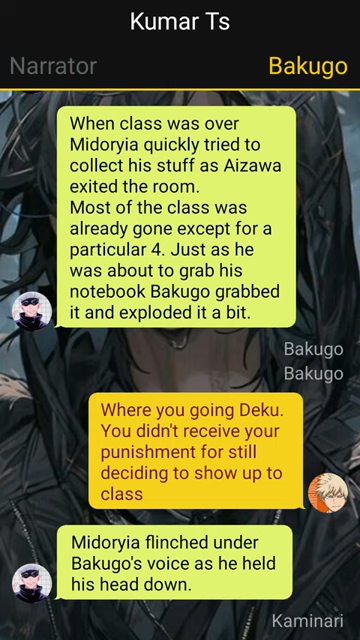 Kumar Ts
Narrator
Bakugo
When class was over
Midoryia quickly tried to
collect his stuff as Aizawa
exited the room.
Most of the class was
already gone except for a
particular 4. Just as he
was about to grab his
notebook Bakugo grabbed
it and exploded it a bit.
Bakugo
Bakugo
Where you going Deku.
You didn't receive your
punishment for still
deciding to show up to
class
Midoryia flinched under
Bakugo's voice as he held
his head down.
Kaminari